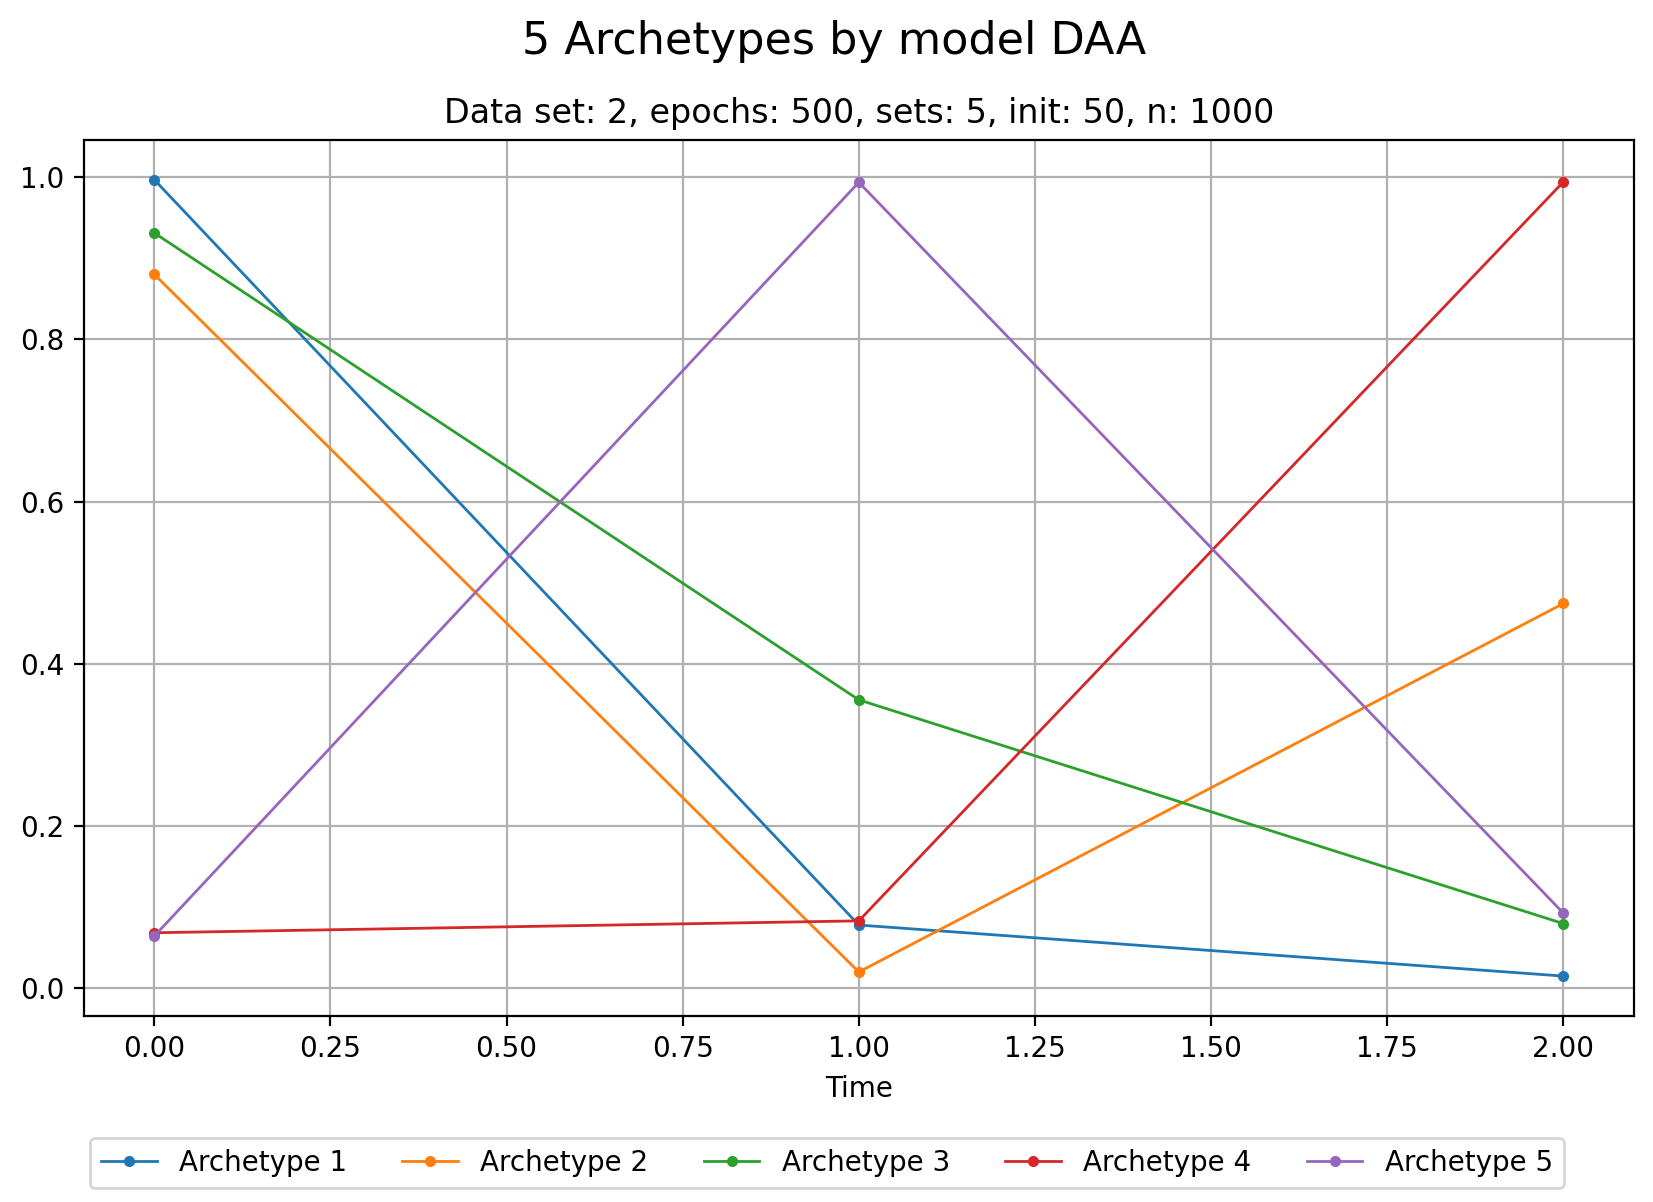 5 Archetypes by model DAA
Data set: 2, epochs: 500, sets: 5, init: 50, n: 1000
1.0
0.8
0.6
0.4
0.2
0.0
0.00 0.25 0.50 0.75 1.00 1.25 1.50 1.75 2.00
Time
Archetype 1 Archetype 2 Archetype 3 Archetype 4 Archetype 5